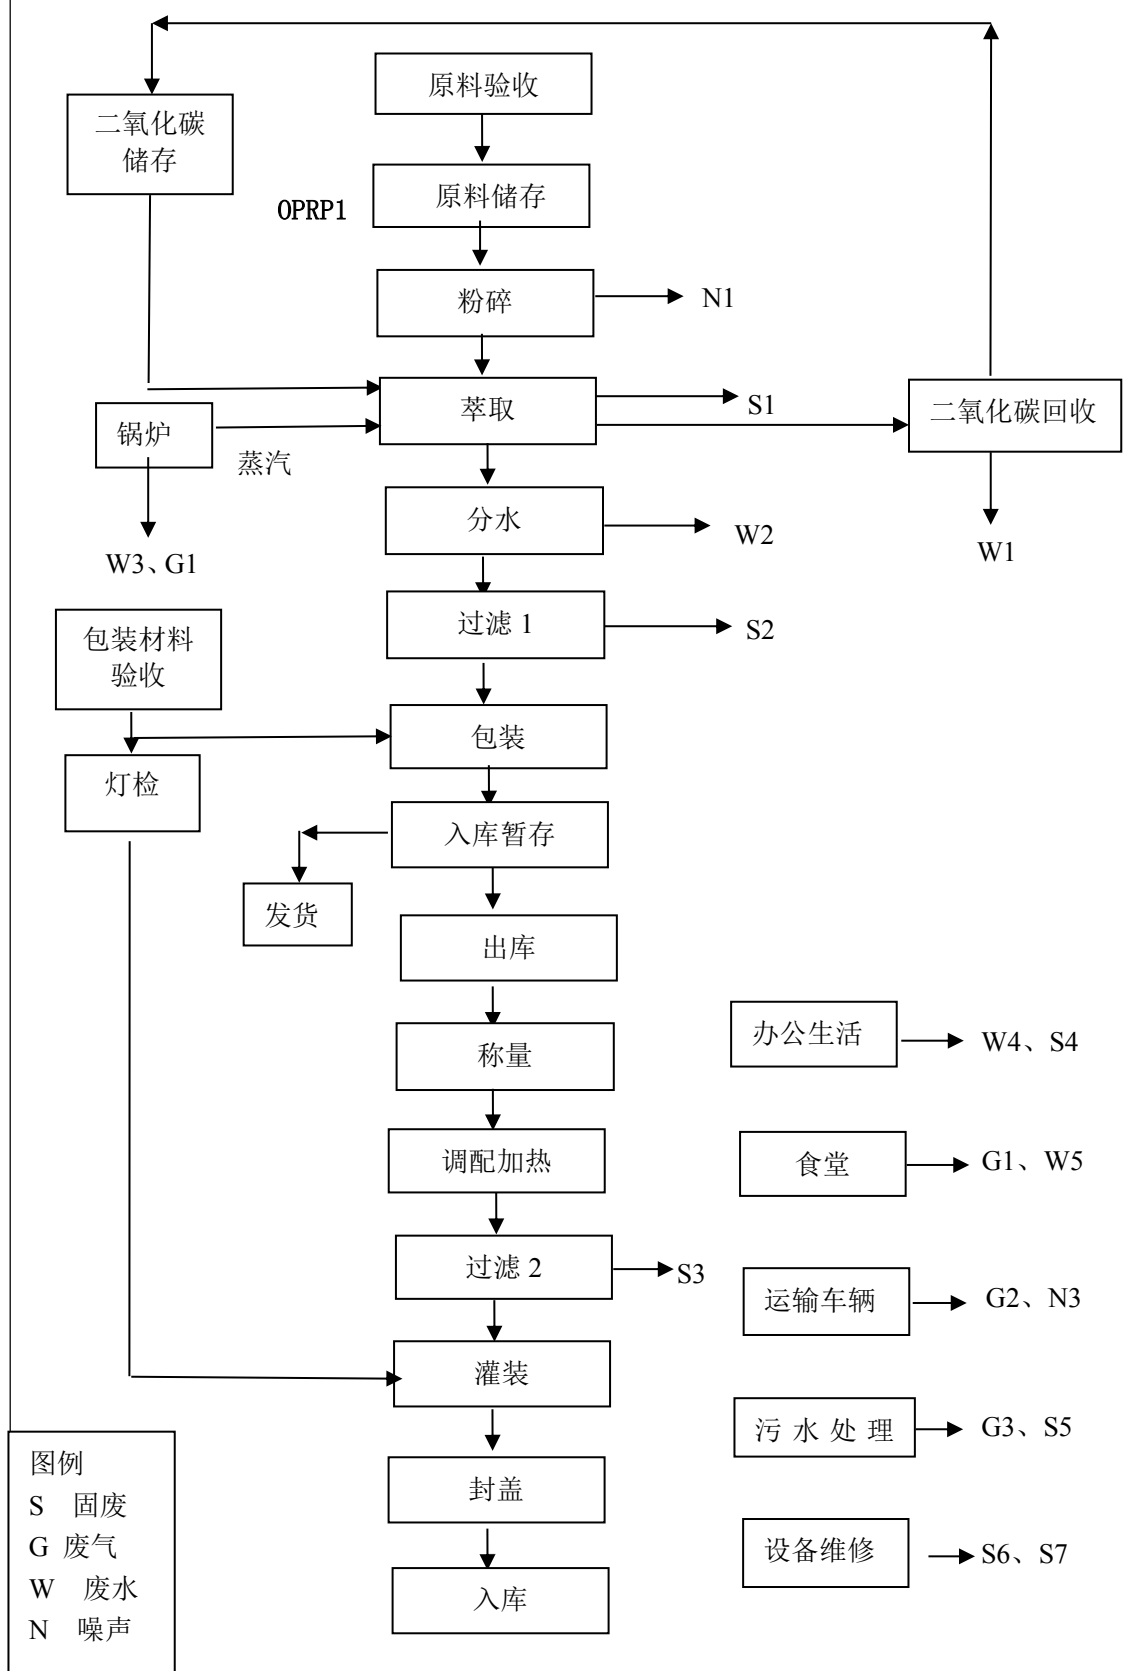 原料验收
二氧化碳
储存
原料储存
OPRP1
粉碎
N1
萃取
S1
二氧化碳回收
锅炉
蒸汽
分水
W2
W1
W3、G1
过滤 1
S2
包装材料
验收
包装
灯检
入库暂存
发货
出库
办公生活
W4、S4
称量
调配加热
食堂
G1、W5
过滤 2
S3
运输车辆
G2、N3
灌装
污 水 处 理
G3、S5
图例
S 固废
G 废气
W 废水
N 噪声
封盖
设备维修
S6、S7
入库